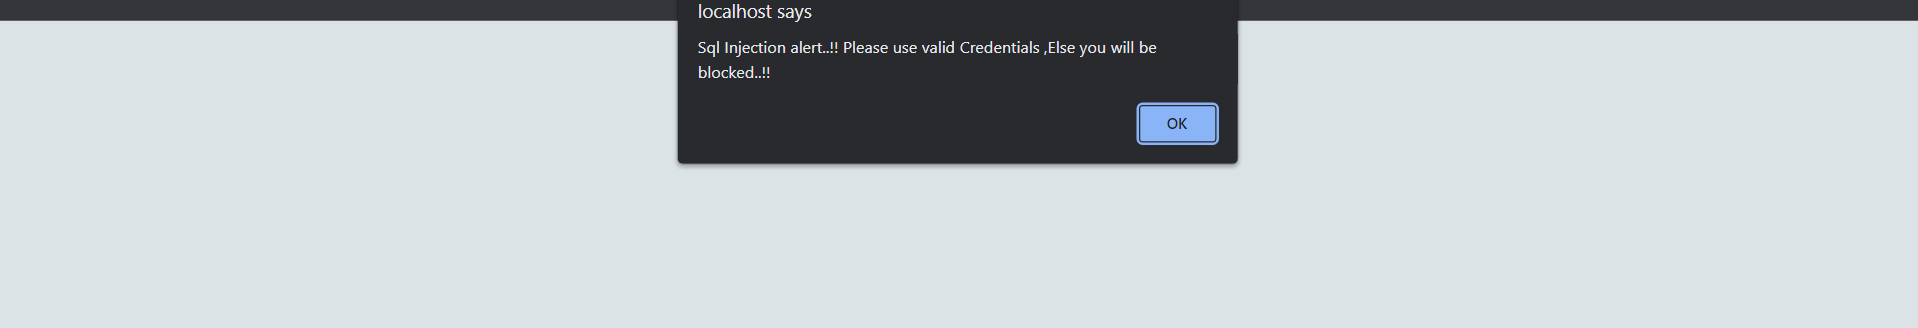 localhost says
Sql Injection alert..!! Please use valid Credentials ,Else you will be
blocked..!!
OK